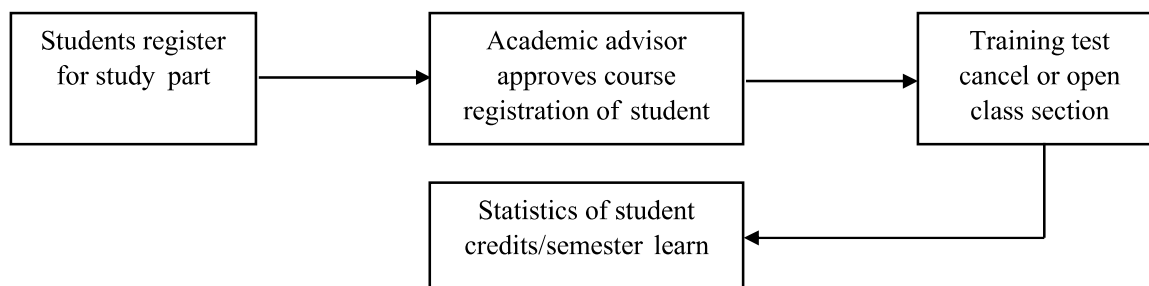 Students register
for study part
Academic advisor
approves course
registration of student
Training test
cancel or open
class section
Statistics of student
credits/semester learn